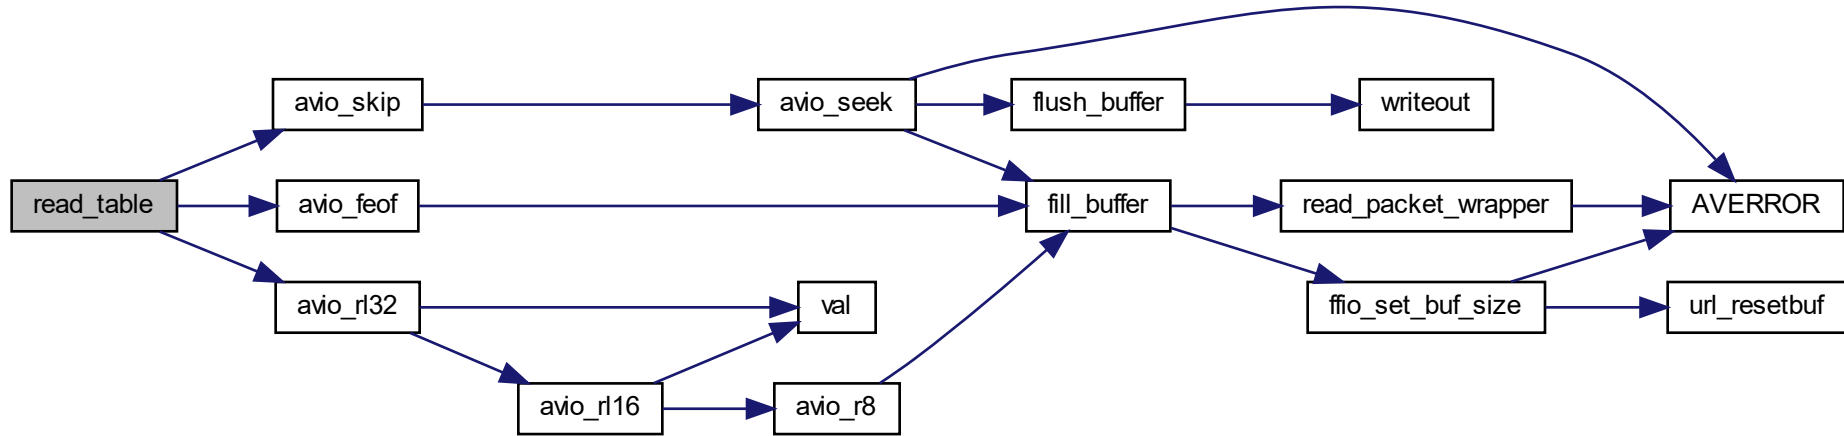 read_table
avio_skip
avio_feof
avio_rl32
avio_rl16
avio_seek
val
avio_r8
flush_buffer
fill_buffer
writeout
read_packet_wrapper
ffio_set_buf_size
AVERROR
url_resetbuf